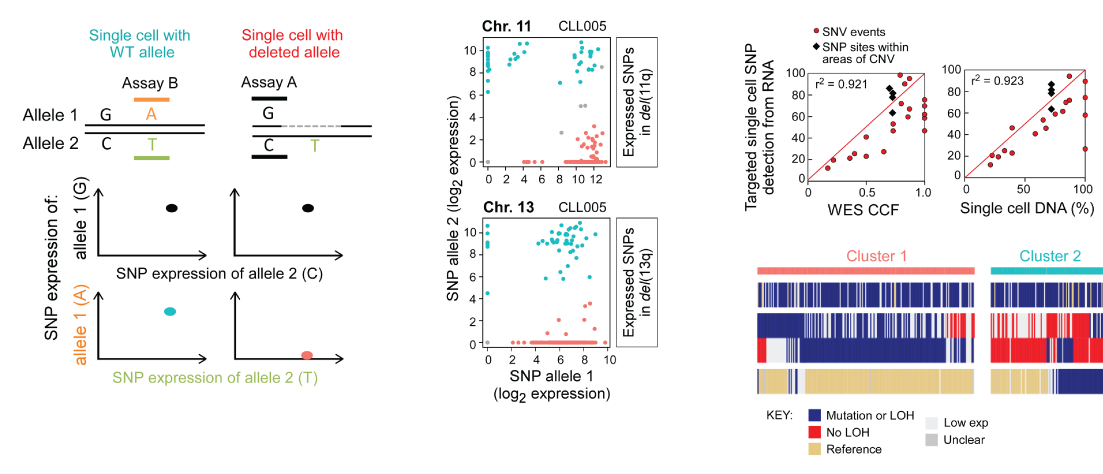 Single cell with
WT allele
Single cell with
deleted allele
Assay B
Assay A
Allele 1
G
A
G
Allele 2
C
T
C
T
SNP expression of:
allele 1 (G)
SNP expression of allele 2 (C)
allele 1 (A)
SNP expression of allele 2 (T)
Chr. 11
CLL005
10
8
6
4
2
0
0 2 4 6 8 10 12
Expressed SNPs
in del(11q)
SNP allele 2 (log2 expression)
Chr. 13
CLL005
10
8
6
4
2
0
0 2 4 6 8 10
Expressed SNPs
in del(13q)
SNP allele 1
(log2 expression)
SNV events
SNP sites within
areas of CNV
Targeted single cell SNP
detection from RNA
100
80
60
40
20
0
r2 = 0.921
0 0.5 1.0
WES CCF
100
80
60
40
20
0
r2 = 0.923
0 50 100
Single cell DNA (%)
Cluster 1
Cluster 2
KEY:
Mutation or LOH
No LOH
Reference
Low exp
Unclear